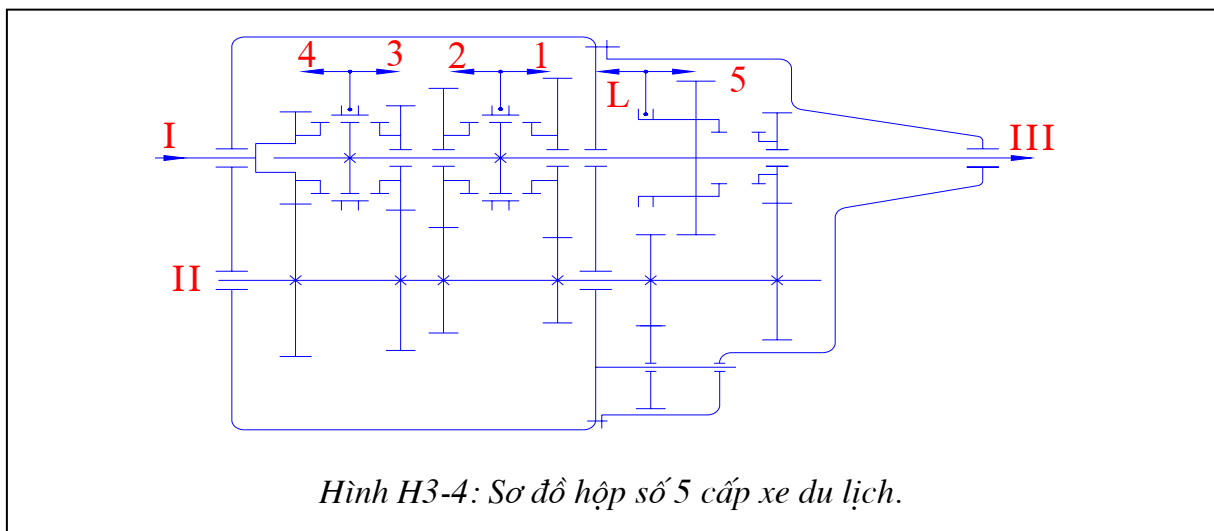 4 3 2 1
L 5
I III
II
Hình H3-4: Sơ đồ hộp số 5 cấp xe du lịch.